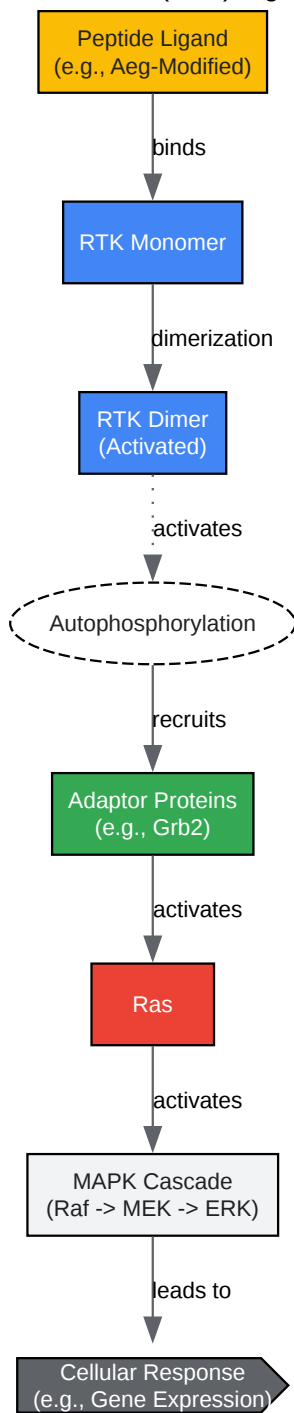 Peptide Ligand
(e.g., Aeg-Modified)
binds
RTK Monomer
dimerization
RTK Dimer
(Activated)
activates
Autophosphorylation
recruits
Adaptor Proteins
(e.g., Grb2)
activates
Ras
activates
MAPK Cascade
(Raf -> MEK -> ERK)
leads to
Cellular Response
(e.g., Gene Expression)